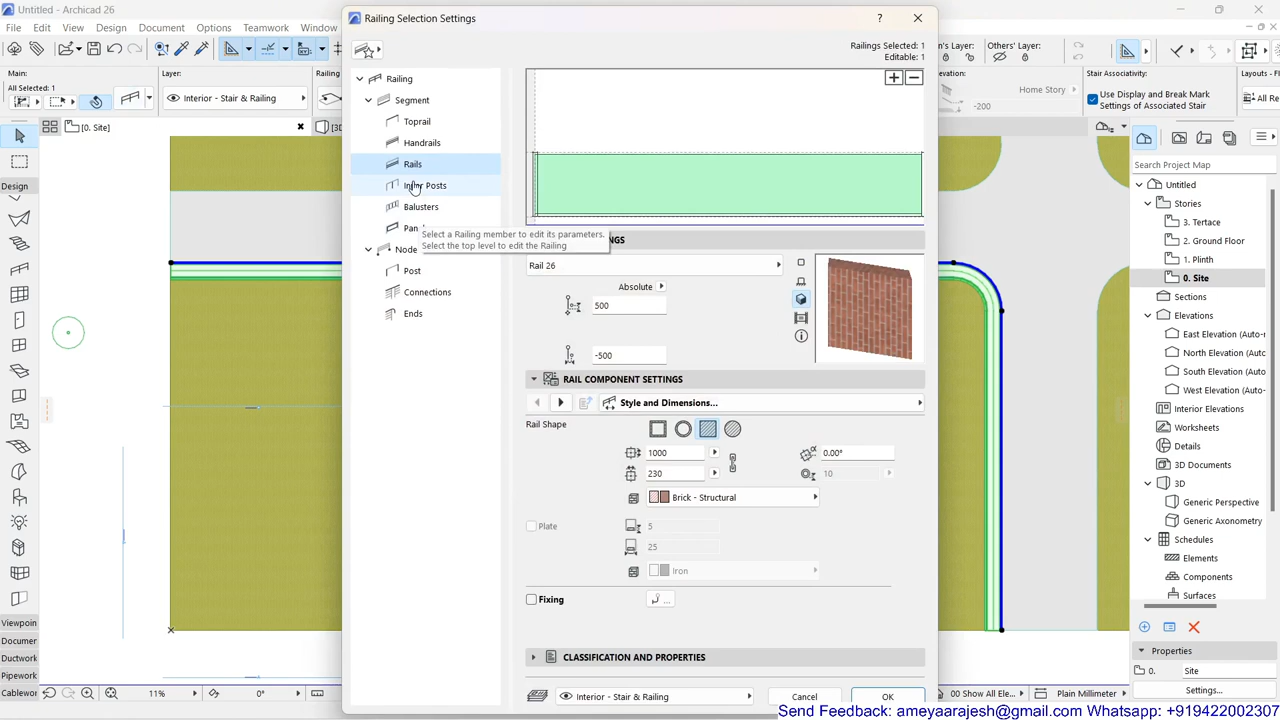 Untitled - Archicad 26
File Edit View Design Document Options Teamwork Window
Main:
All Selected: 1
Layer:
Interior - Stair & Railing
[0. Site]
Design
Viewpoin
Documer
Ductwork
Pipework
Cablewor
11%
0°
Railing Selection Settings
Railings Selected: 1
Editable: 1
Railing
Segment
Toprail
Handrails
Rails
Inner Posts
Balusters
Node
Post
Connections
Ends
Select a Railing member to edit its parameters.
Select the top level to edit the Railing
Rail 26
Absolute
500
-500
RAIL COMPONENT SETTINGS
Style and Dimensions...
Rail Shape
1000
0.00°
230
10
Brick - Structural
Plate
5
25
Iron
Fixing
...
CLASSIFICATION AND PROPERTIES
Interior - Stair & Railing
Cancel
OK
Others' Layer:
Home Story
-200
Stair Associativity:
Use Display and Break Mark
Settings of Associated Stair
Layouts - F
All Re
Search Project Map
Untitled
Stories
3. Tertace
2. Ground Floor
1. Plinth
0. Site
Sections
Elevations
East Elevation (Auto-
North Elevation (Auto
South Elevation (Auto
West Elevation (Auto-
Interior Elevations
Worksheets
Details
3D Documents
3D
Generic Perspective
Generic Axonometry
Schedules
Elements
Components
Surfaces
Properties
0. Site
Settings...
00 Show All Ele...
Plain Millimeter
Send Feedback: ameyaarajesh@gmail.com Whatsapp: +919422002307